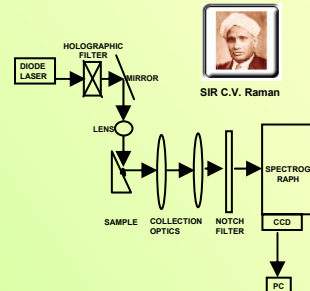 HOLOGRAPHIC
FILTER
DIODE
LASER
MIRROR
SIR C.V. Raman
LENS
SPECTROG
RAPH
SAMPLE
COLLECTION
OPTICS
NOTCH
FILTER
CCD
PC